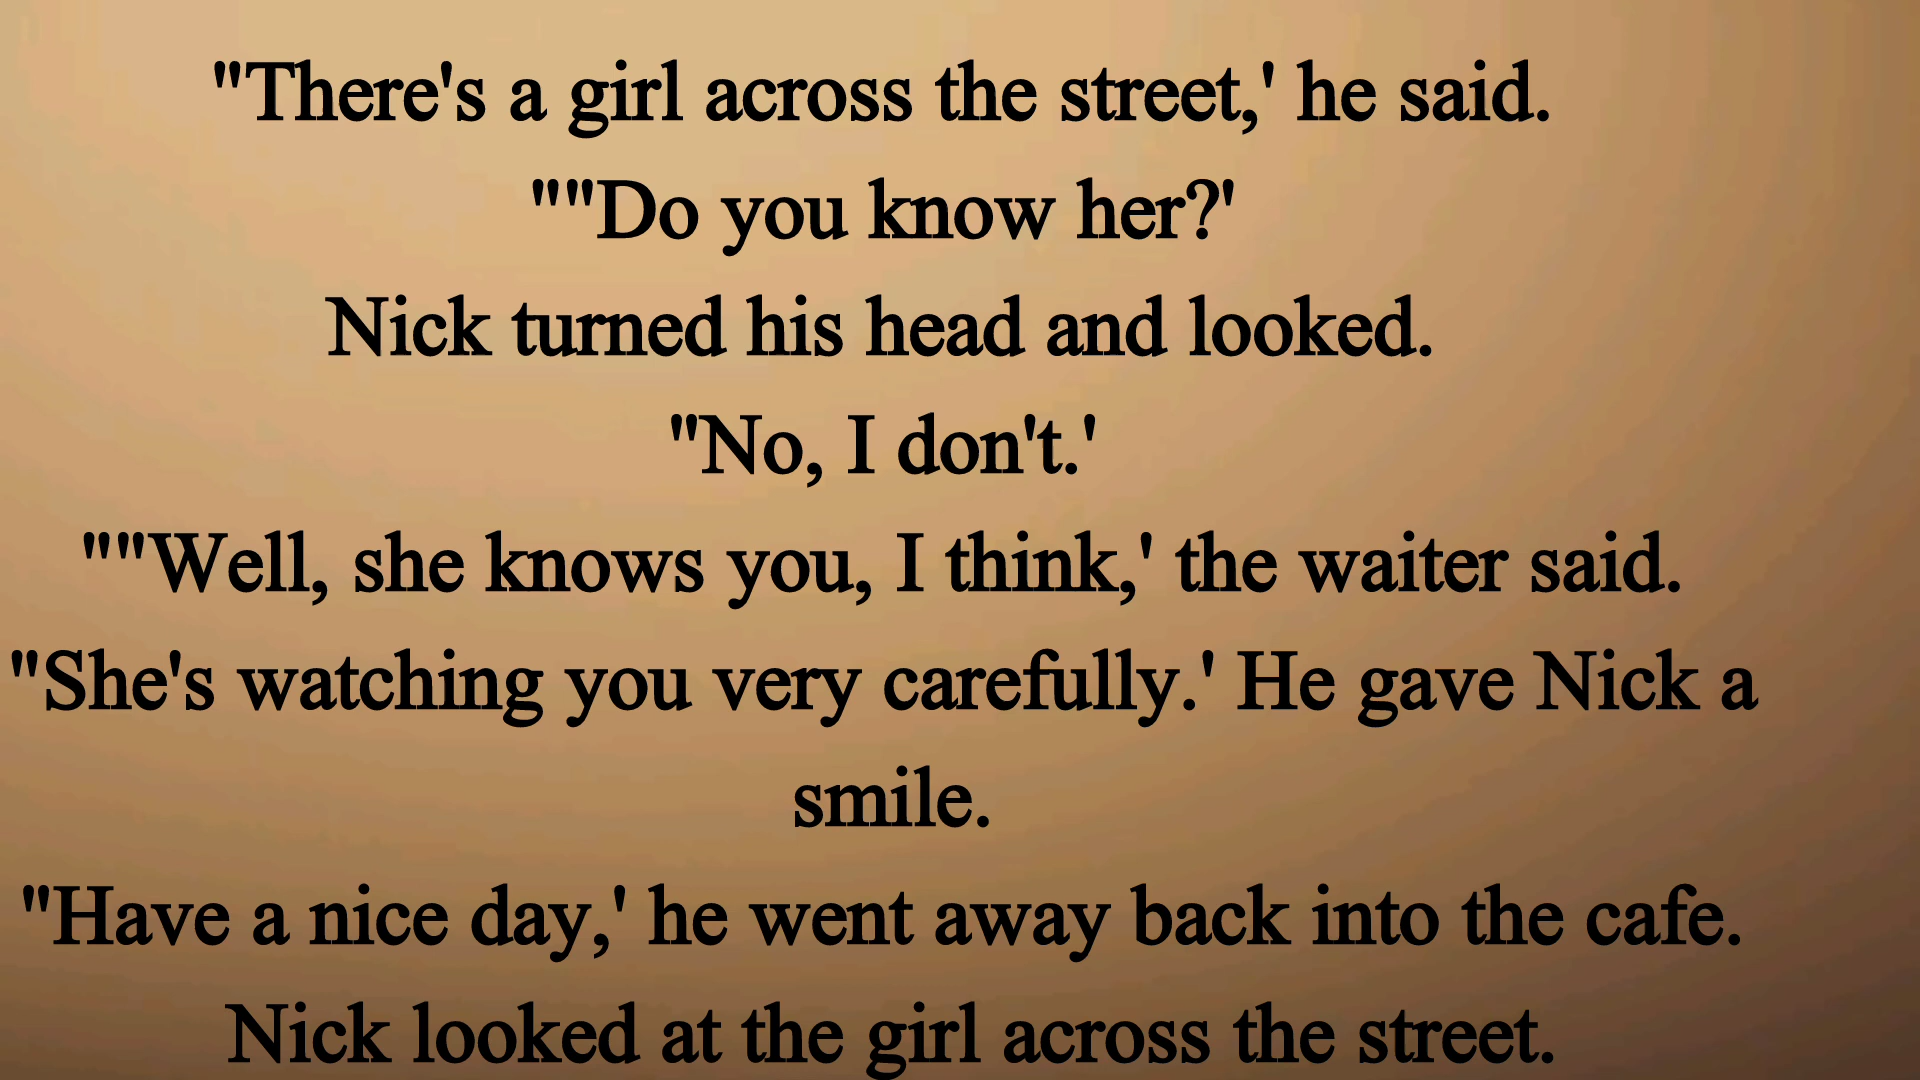 "There's a girl across the street,' he said.
""Do you know her?'
Nick turned his head and looked.
"No, I don't.'
""Well, she knows you, I think,' the waiter said.
"She's watching you very carefully.' He gave Nick a
smile.
"Have a nice day,' he went away back into the cafe.
Nick looked at the girl across the street.